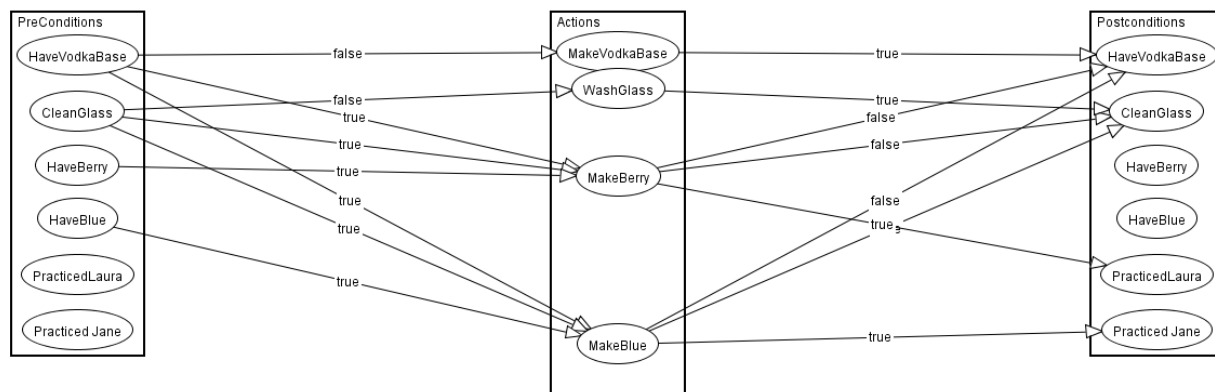 PreConditions
Actions
Postconditions
HaveVodkaBase
false
MakeVodkaBase
true
HaveVodkaBase
CleanGlass
false
WashGlass
true
CleanGlass
true
false
true
false
HaveBerry
true
MakeBerry
HaveBerry
true
false
HaveBlue
true
true
HaveBlue
PracticedLaura
true
PracticedLaura
Practiced Jane
MakeBlue
true
Practiced Jane